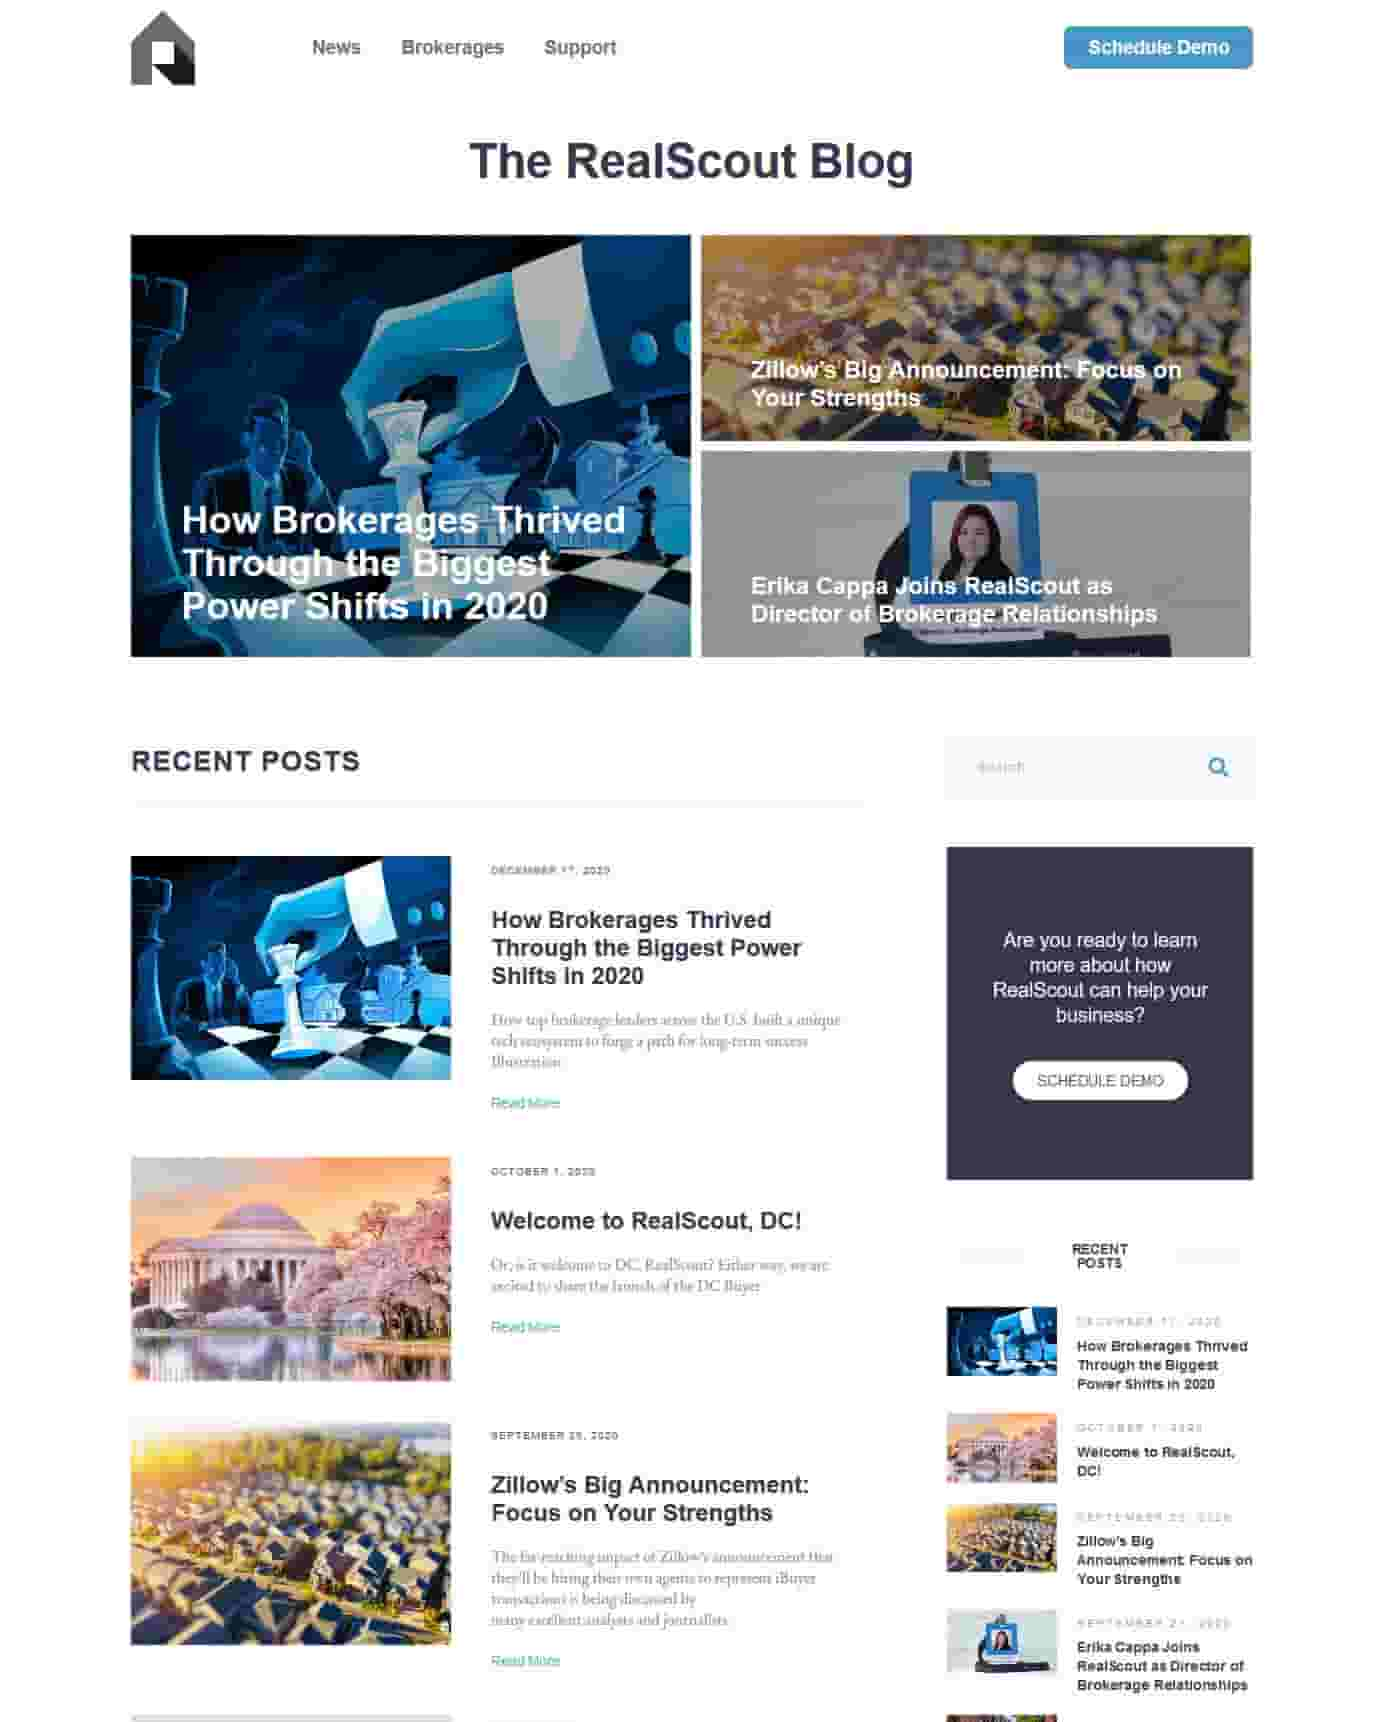 News
Brokerages
Support
Schedule Demo
The RealScout Blog
How Brokerages Thrived
Through the Biggest
Power Shifts in 2020
Zillow's Big Announcement: Focus on
Your Strengths
Erika Cappa Joins RealScout as
Director of Brokerage Relationships
RECENT POSTS
Search
DECEMBER 17, 2020
How Brokerages Thrived
Through the Biggest Power
Shifts in 2020
How top brokerage leaders across the U.S. built a unique
tech ecosystem to forge a path for long-term success
Illustration
Read More
OCTOBER 1, 2020
Welcome to RealScout, DC!
Or, is it welcome to DC, RealScout? Either way, we are
excited to share the launch of the DC Buyer
Read More
SEPTEMBER 25, 2020
Zillow's Big Announcement:
Focus on Your Strengths
The far-reaching impact of Zillow's announcement that
they'll be hiring their own agents to represent iBuyer
transactions is being discussed by
many excellent analysts and journalists.
Read More
Are you ready to learn
more about how
RealScout can help your
business?
SCHEDULE DEMO
RECENT
POSTS
DECEMBER 17, 2020
How Brokerages Thrived
Through the Biggest
Power Shifts in 2020
OCTOBER 1, 2020
Welcome to RealScout,
DC!
SEPTEMBER 25, 2020
Zillow's Big
Announcement: Focus on
Your Strengths
SEPTEMBER 21, 2020
Erika Cappa Joins
RealScout as Director of
Brokerage Relationships